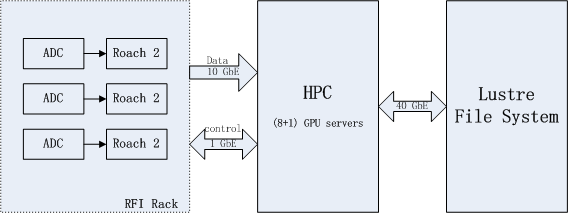 ADC
Roach 2
ADC
Roach 2
ADC
Roach 2
RFI Rack
Data
10 GbE
control
1 GbE
HPC
(8+1) GPU servers
40 GbE
Lustre
File System